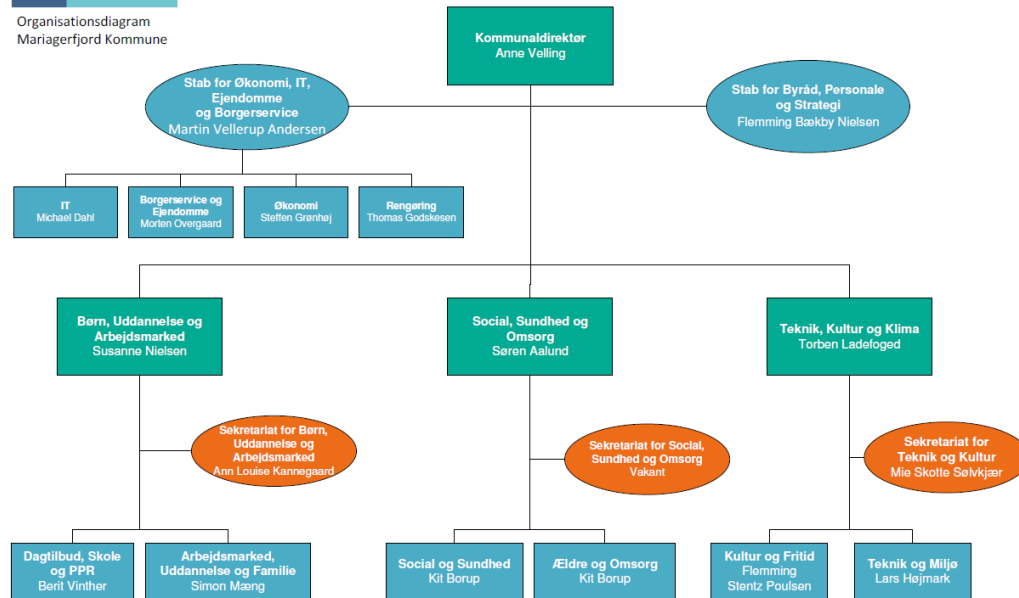 Organisationsdiagram
Mariagerfjord Kommune
Kommunaldirektør
Anne Velling
Stab for Økonomi, IT,
Ejendomme
og Borgerservice
Martin Vellerup Andersen
Stab for Byråd, Personale
og Strategi
Flemming Bækby Nielsen
IT
Michael Dahl
Borgerservice og
Ejendomme
Morten Overgaard
Økonomi
Steffen Grønhøj
Rengøring
Thomas Godskesen
Børn, Uddannelse og
Arbejdsmarked
Susanne Nielsen
Social, Sundhed og
Omsorg
Søren Aalund
Teknik, Kultur og Klima
Torben Ladefoged
Sekretariat for Børn,
Uddannelse og
Arbejdsmarked
Ann Louise Kannegaard
Sekretariat for Social,
Sundhed og Omsorg
Vakant
Sekretariat for
Teknik og Kultur
Mie Skotte Sølvkjær
Dagtilbud, Skole
og PPR
Berit Vinther
Arbejdsmarked,
Uddannelse og Familie
Simon Mæng
Social og Sundhed
Kit Borup
Ældre og Omsorg
Kit Borup
Kultur og Fritid
Flemming
Stentz Poulsen
Teknik og Miljø
Lars Højmark